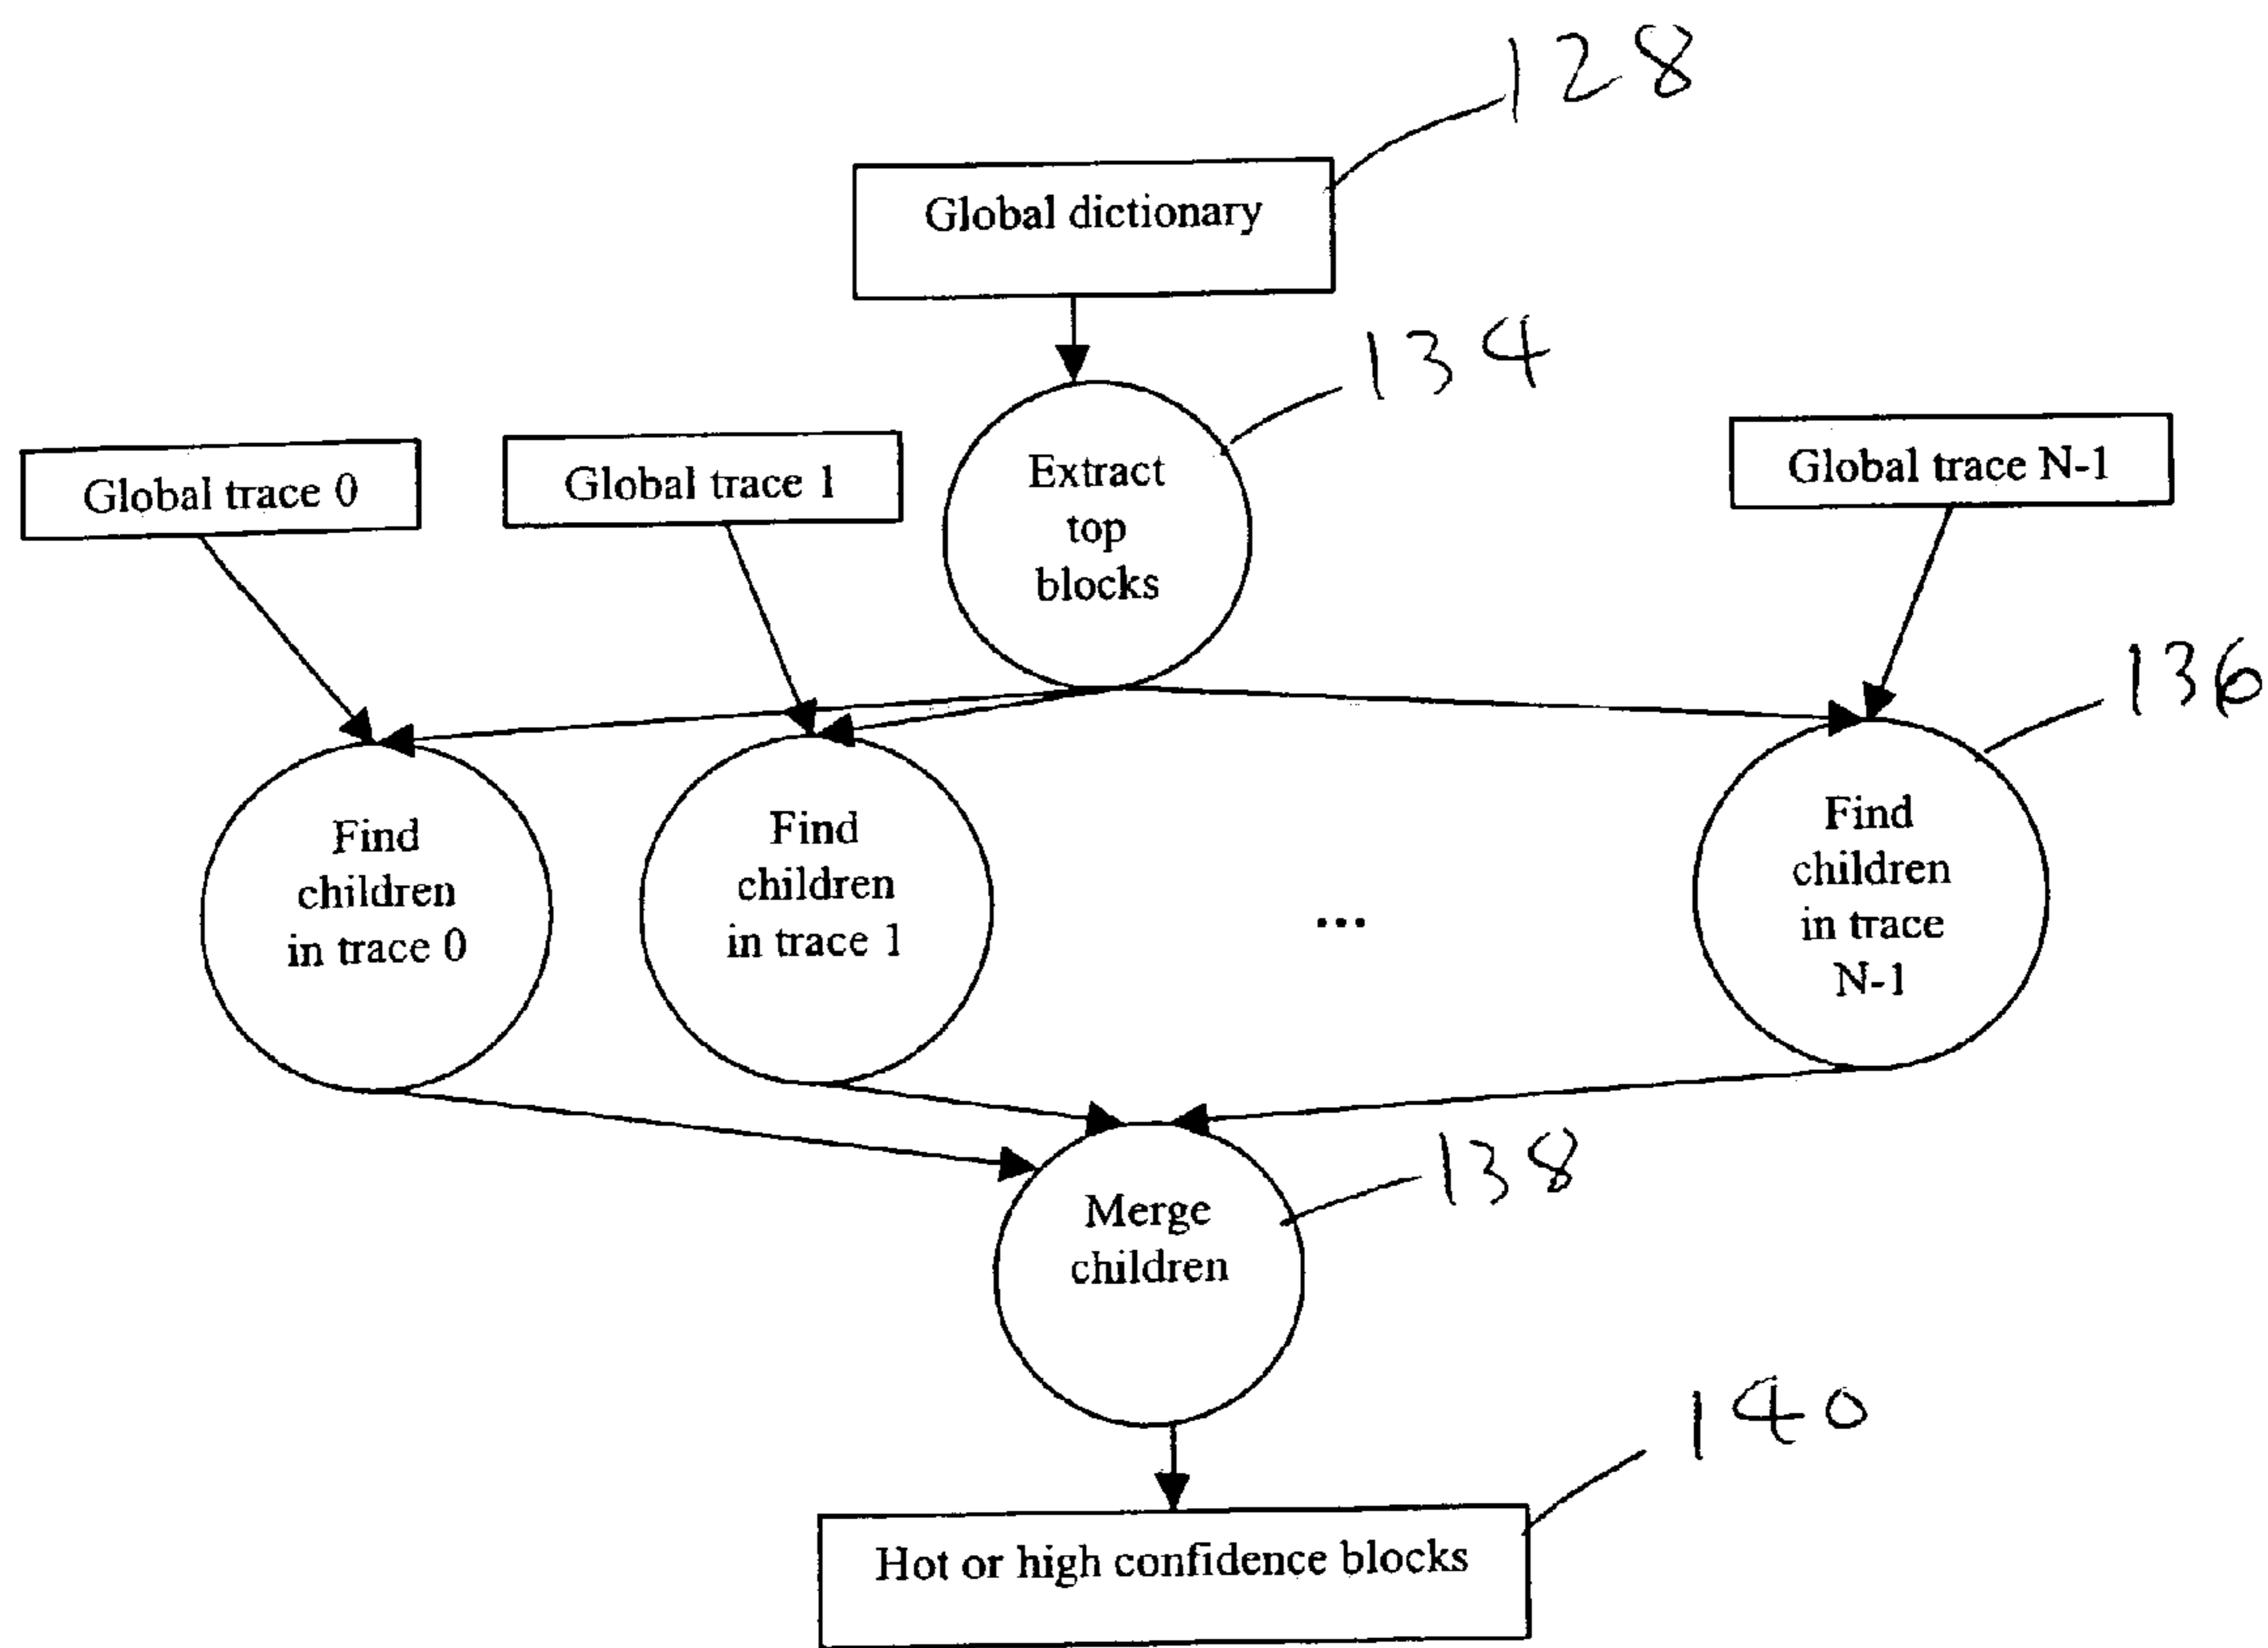 128
Global dictionary
134
Global trace 0
Global trace 1
Extract
top
blocks
Global trace N-1
136
Find
children
in trace 0
Find
children
in trace 1
...
Find
children
in trace
N-1
138
Merge
children
140
Hot or high confidence blocks